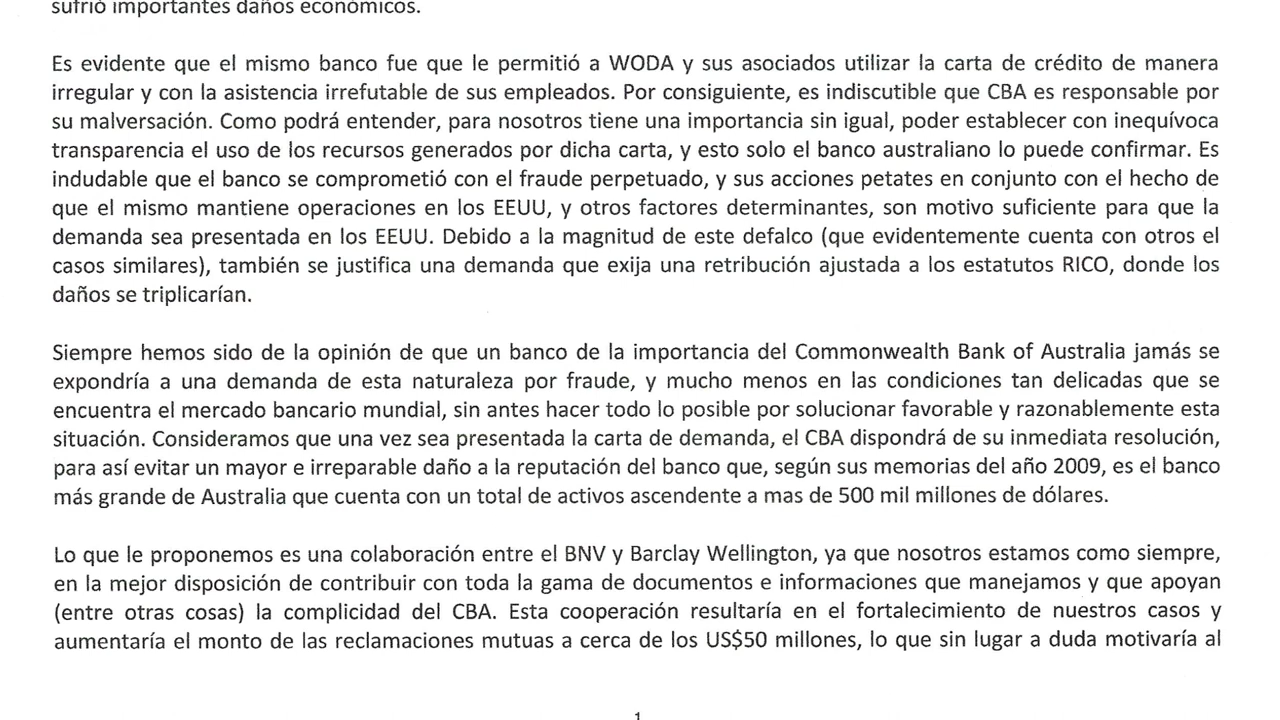 sufrió importantes daños económicos.
Es evidente que el mismo banco fue que le permitió a WODA y sus asociados utilizar la carta de crédito de manera
irregular y con la asistencia irrefutable de sus empleados. Por consiguiente, es indiscutible que CBA es responsable por
su malversación. Como podrá entender, para nosotros tiene una importancia sin igual, poder establecer con inequívoca
transparencia el uso de los recursos generados por dicha carta, y esto solo el banco australiano lo puede confirmar. Es
indudable que el banco se comprometió con el fraude perpetuado, y sus acciones petates en conjunto con el hecho de
que el mismo mantiene operaciones en los EEUU, y otros factores determinantes, son motivo suficiente para que la
demanda sea presentada en los EEUU. Debido a la magnitud de este defalco (que evidentemente cuenta con otros el
casos similares), también se justifica una demanda que exija una retribución ajustada a los estatutos RICO, donde los
daños se triplicarían.
Siempre hemos sido de la opinión de que un banco de la importancia del Commonwealth Bank of Australia jamás se
expondría a una demanda de esta naturaleza por fraude, y mucho menos en las condiciones tan delicadas que se
encuentra el mercado bancario mundial, sin antes hacer todo lo posible por solucionar favorable y razonablemente esta
situación. Consideramos que una vez sea presentada la carta de demanda, el CBA dispondrá de su inmediata resolución,
para así evitar un mayor e irreparable daño a la reputación del banco que, según sus memorias del año 2009, es el banco
más grande de Australia que cuenta con un total de activos ascendente a mas de 500 mil millones de dólares.
Lo que le proponemos es una colaboración entre el BNV y Barclay Wellington, ya que nosotros estamos como siempre,
en la mejor disposición de contribuir con toda la gama de documentos e informaciones que manejamos y que apoyan
(entre otras cosas) la complicidad del CBA. Esta cooperación resultaría en el fortalecimiento de nuestros casos y
aumentaría el monto de las reclamaciones mutuas a cerca de los US$50 millones, lo que sin lugar a duda motivaría al
1